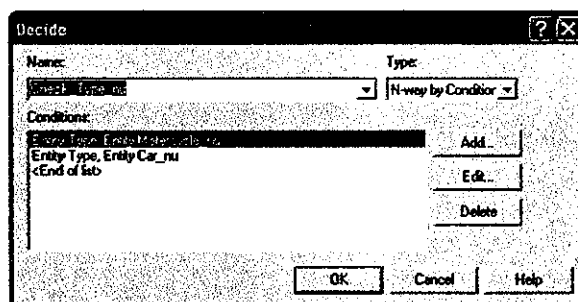 Decide
Name:
Type:
Check_Type_nu
N-way by Condition
Conditions:
Entity Type, Entity Motorcycle_nu
Entity Type, Entity Car_nu
<End of list>
Add...
Edit...
Delete
OK
Cancel
Help